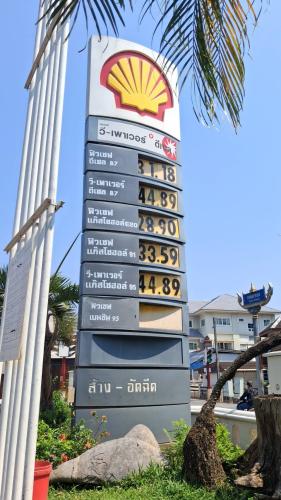 วี-เพาเวอร์ ดีเซล
ฟิวเซฟ
ดีเซล B7
31.18
วี-เพาเวอร์
ดีเซล B7
44.89
ฟิวเซฟ
แก๊สโซฮอล์E20
28.90
ฟิวเซฟ
แก๊สโซฮอล์ 91
33.59
วี-เพาเวอร์
แก๊สโซฮอล์ 95
44.89
ฟิวเซฟ
เบนซิน 95
ล้าง - อัดฉีด